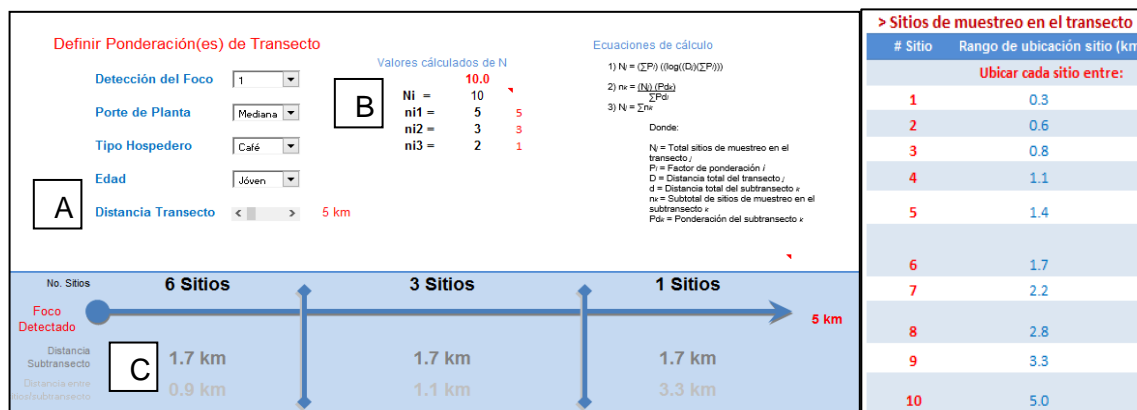 Definir Ponderación(es) de Transecto
Detección del Foco 1
Porte de Planta Mediana
Tipo Hospedero Café
Edad Jóven
A
Distancia Transecto < > 5 km
Valores cálculados de N
10.0
B
Ni = 10
ni1 = 5 5
ni2 = 3 3
ni3 = 2 1
Ecuaciones de cálculo
1) Nj = (∑Pi) ((log((Dj)(∑Pi)))
2) nk = (Nj) (Pdk)
∑Pdi
3) Nj = ∑nk
Donde:
Nj = Total sitios de muestreo en el
transecto j
Pi = Factor de ponderación i
D = Distancia total del transecto j
d = Distancia total del subtransecto k
nk = Subtotal de sitios de muestreo en el
subtransecto k
Pdk = Ponderación del subtransecto k
No. Sitios 6 Sitios 3 Sitios 1 Sitios
Foco
Detectado
5 km
Distancia
Subtransecto
1.7 km 1.7 km 1.7 km
C
Distancia entre
sitios/subtransecto
0.9 km 1.1 km 3.3 km
> Sitios de muestreo en el transecto
# Sitio Rango de ubicación sitio (km
Ubicar cada sitio entre:
1 0.3
2 0.6
3 0.8
4 1.1
5 1.4
6 1.7
7 2.2
8 2.8
9 3.3
10 5.0